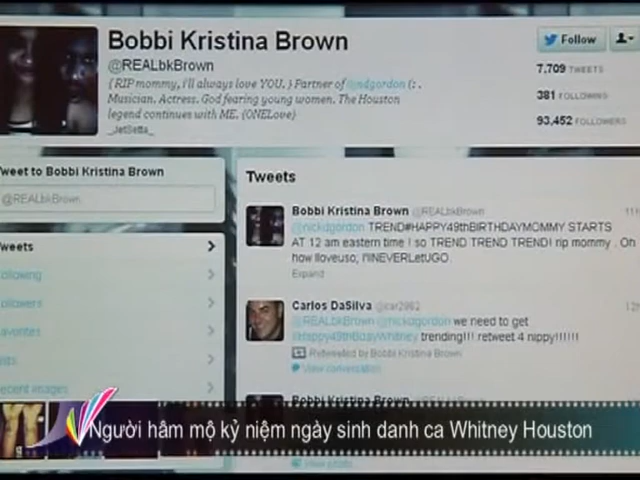 Bobbi Kristina Brown
@REALbkBrown
{ RIP mommy, i'll always love YOU. } Partner of @ndgordon (: .
Musician. Actress. God fearing young women. The Houston
legend continues with ME. (ONELove)
_JetSetta_
Follow
7,709 TWEETS
381 FOLLOWING
93,452 FOLLOWERS
Tweet to Bobbi Kristina Brown
@REALbkBrown
Tweets
Following
Followers
Favorites
Lists
Recent images
Tweets
Bobbi Kristina Brown @REALbkBrown 11h
@nickdgordon TREND#HAPPY49thBIRTHDAYMOMMY STARTS
AT 12 am eastern time ! so TREND TREND TREND! rip mommy . Oh
how Iloveuso, I'llNEVERLetUGO.
Expand
Carlos DaSilva @car2982 12h
@REALbkBrown @nickdgordon we need to get
#Happy49thBdayWhitney trending!!! retweet 4 nippy!!!!!!
Retweeted by Bobbi Kristina Brown
View conversation
Bobbi Kristina Brown @REALbkBrown
Người hâm mộ kỷ niệm ngày sinh danh ca Whitney Houston